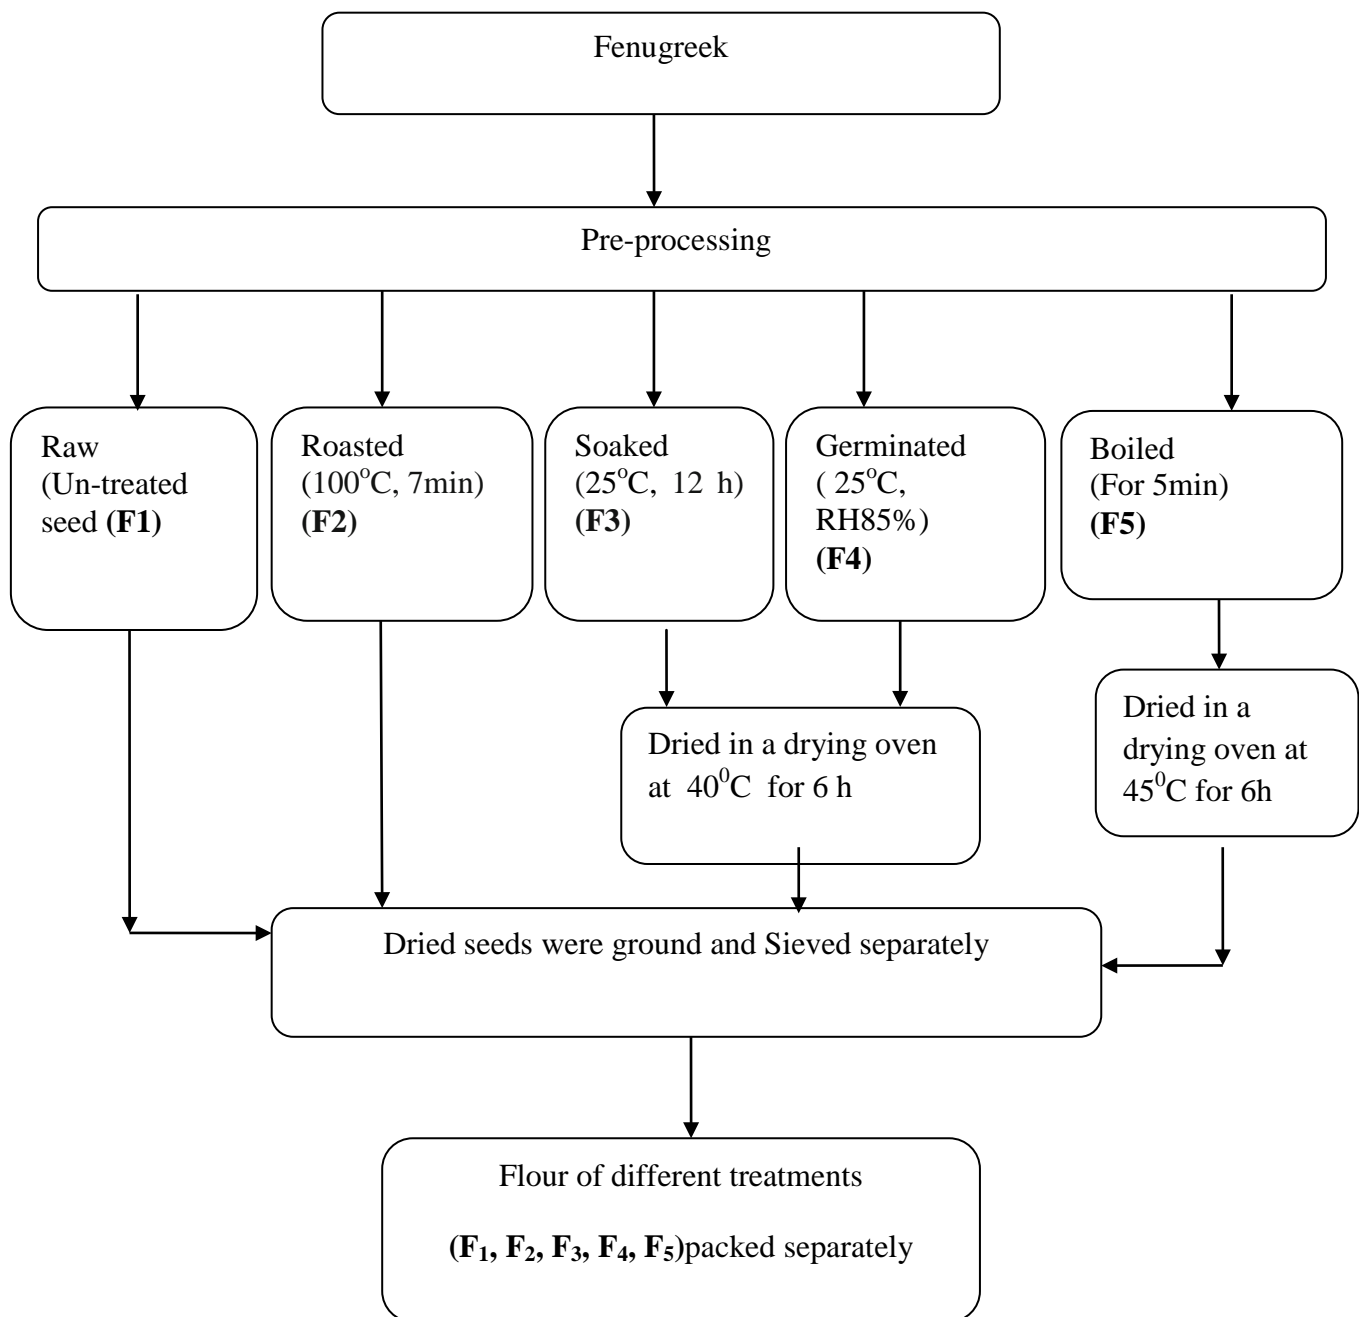 Fenugreek
Pre-processing
Raw
(Un-treated
seed (F1)
Roasted
(100°C, 7min)
(F2)
Soaked
(25°C, 12 h)
(F3)
Germinated
( 25°C,
RH85%)
(F4)
Boiled
(For 5min)
(F5)
Dried in a drying oven
at 40⁰C for 6 h
Dried in a
drying oven at
45⁰C for 6h
Dried seeds were ground and Sieved separately
Flour of different treatments
(F₁, F₂, F₃, F₄, F₅)packed separately